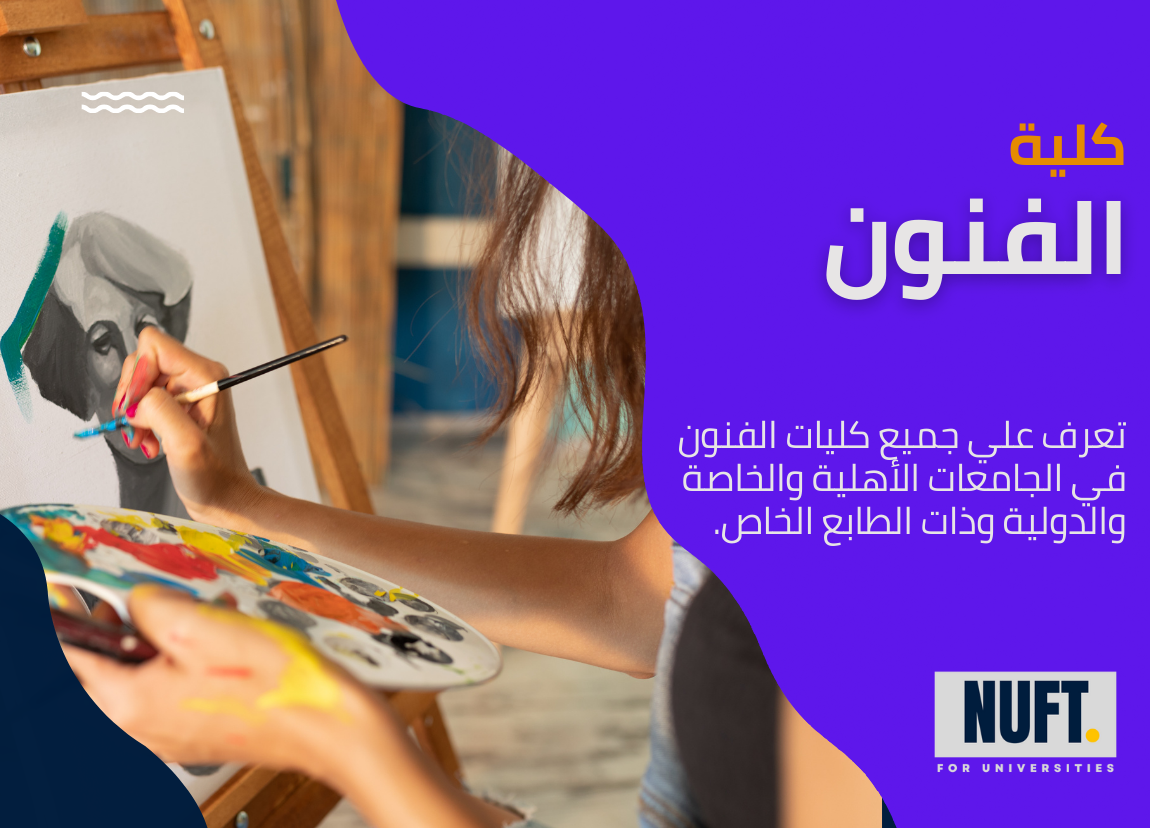 كلية
الفنون
تعرف علي جميع كليات الفنون
في الجامعات الأهلية والخاصة
والدولية وذات الطابع الخاص.
NUFT.
FOR UNIVERSITIES